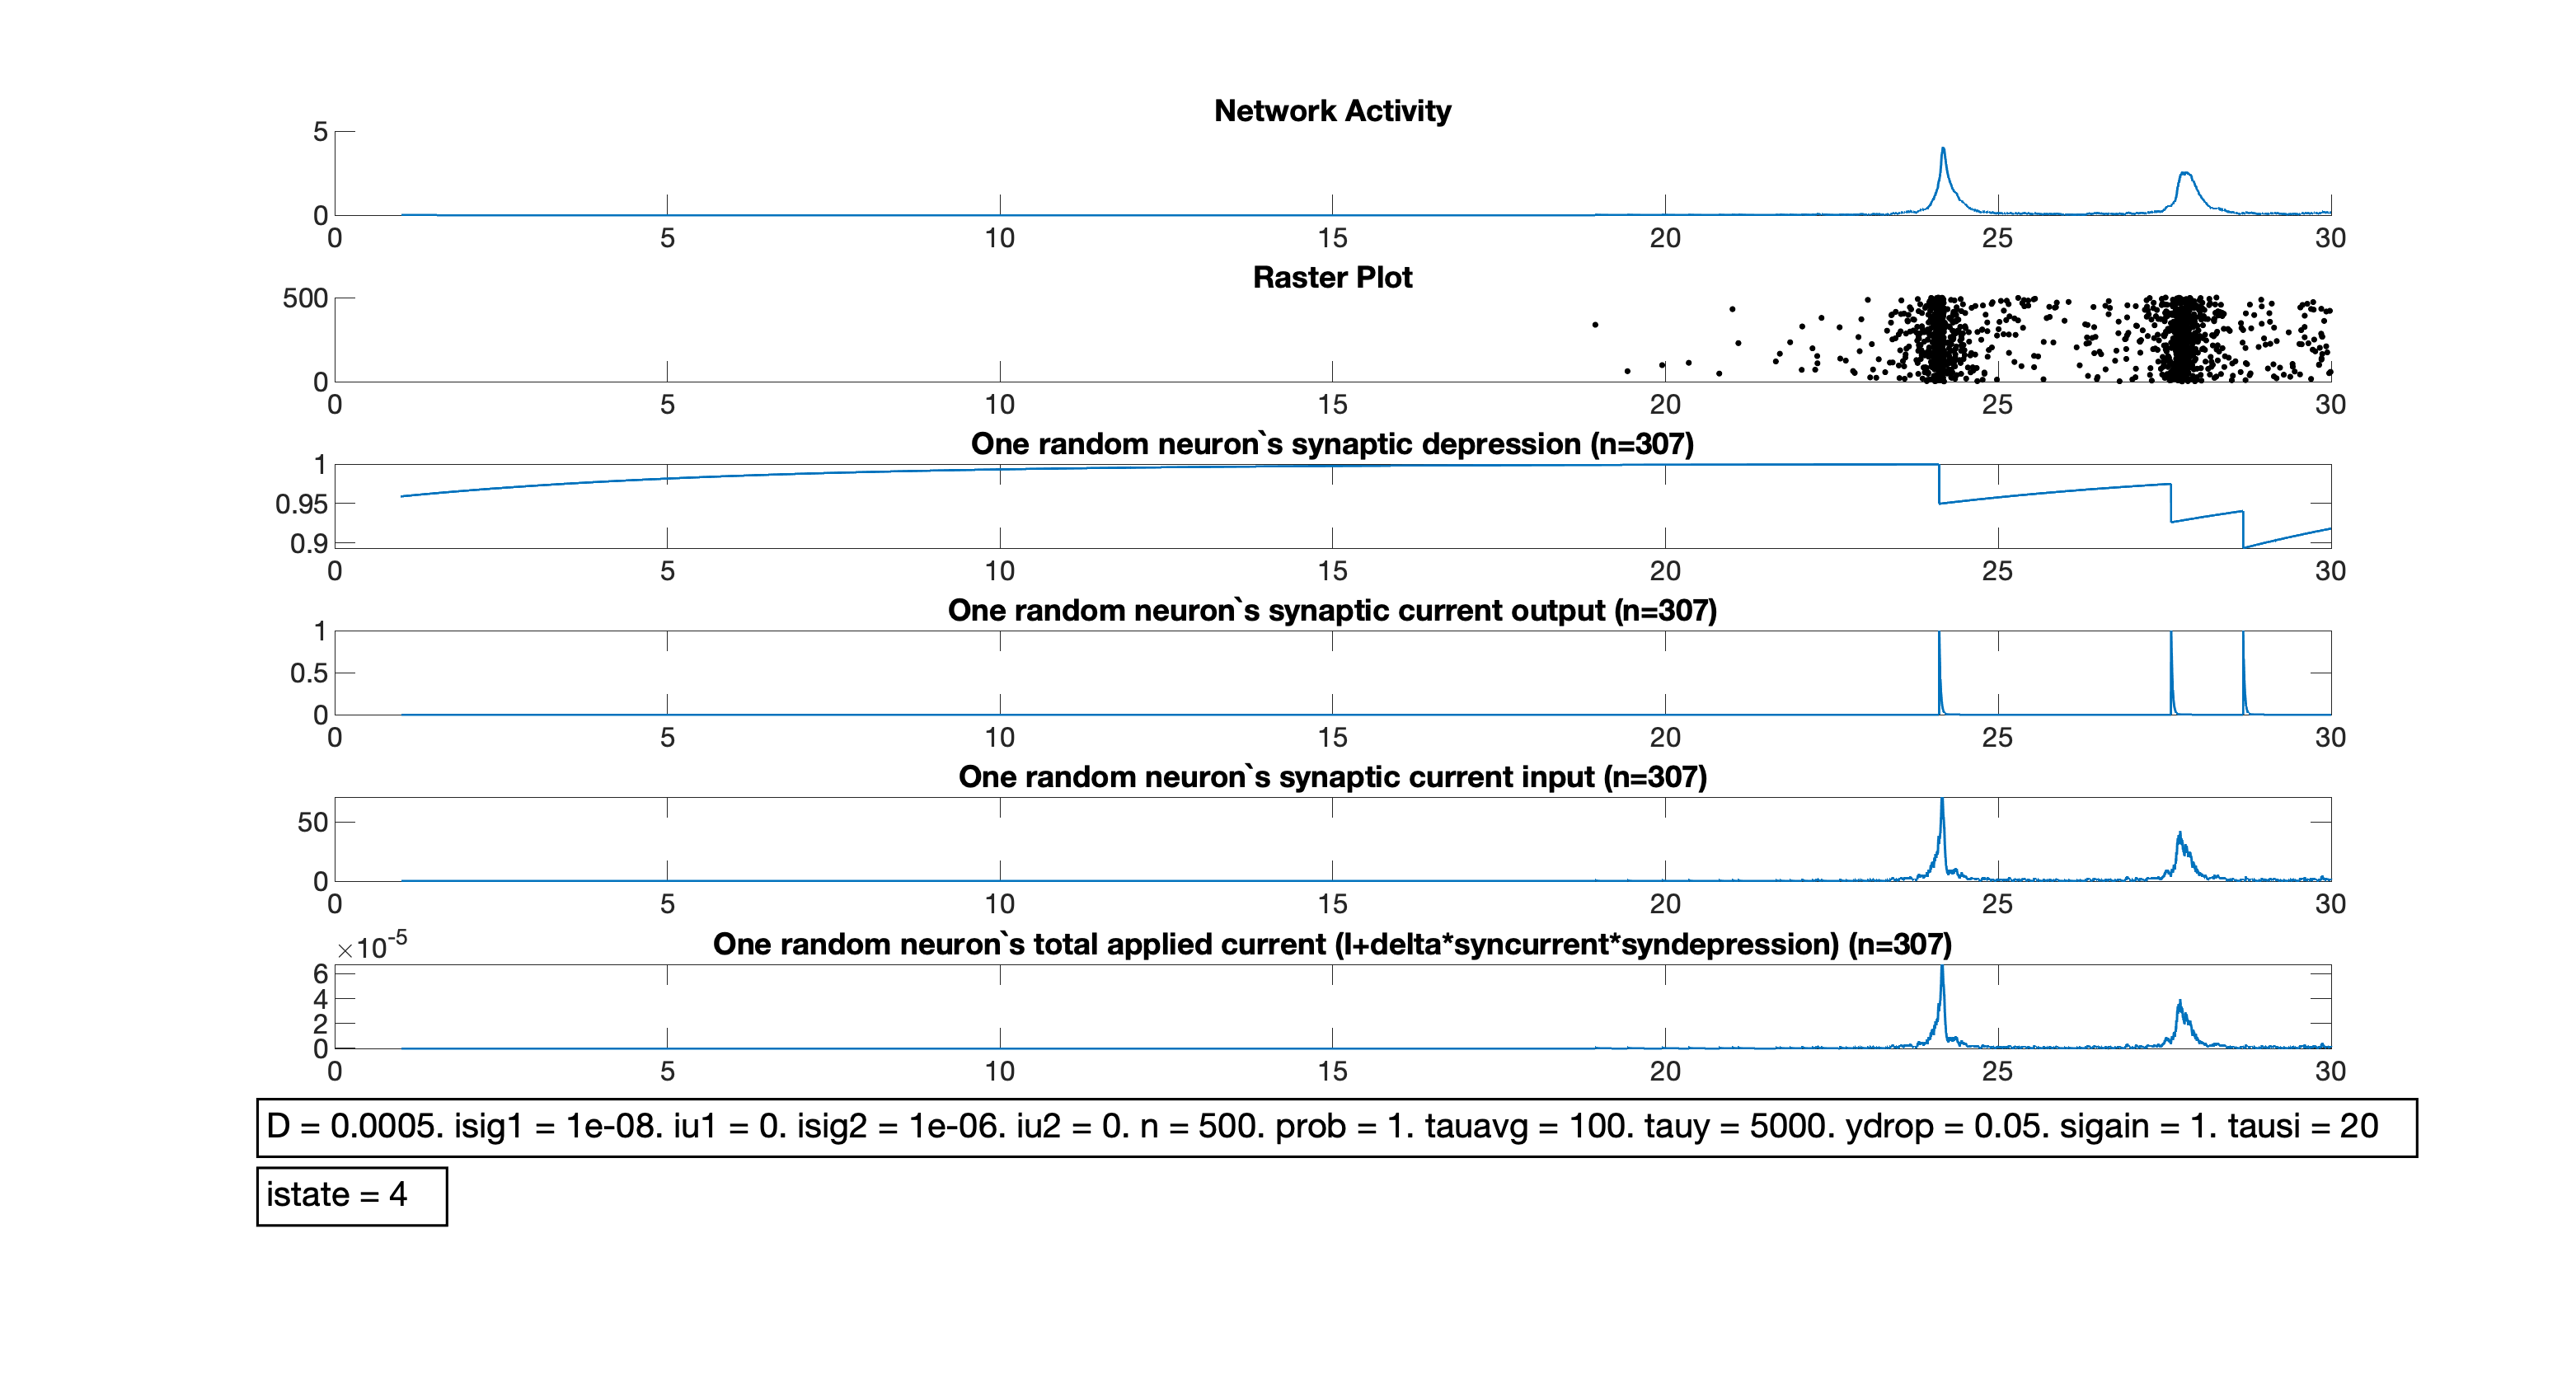 Network Activity
5
0
0 5 10 15 20 25 30
Raster Plot
500
0
0 5 10 15 20 25 30
One random neuron`s synaptic depression (n=307)
1
0.95
0.9
0 5 10 15 20 25 30
One random neuron`s synaptic current output (n=307)
1
0.5
0
0 5 10 15 20 25 30
One random neuron`s synaptic current input (n=307)
50
0
0 5 10 15 20 25 30
×10-5
One random neuron`s total applied current (I+delta*syncurrent*syndepression) (n=307)
6
4
2
0
0 5 10 15 20 25 30
D = 0.0005. isig1 = 1e-08. iu1 = 0. isig2 = 1e-06. iu2 = 0. n = 500. prob = 1. tauavg = 100. tauy = 5000. ydrop = 0.05. sigain = 1. tausi = 20
istate = 4